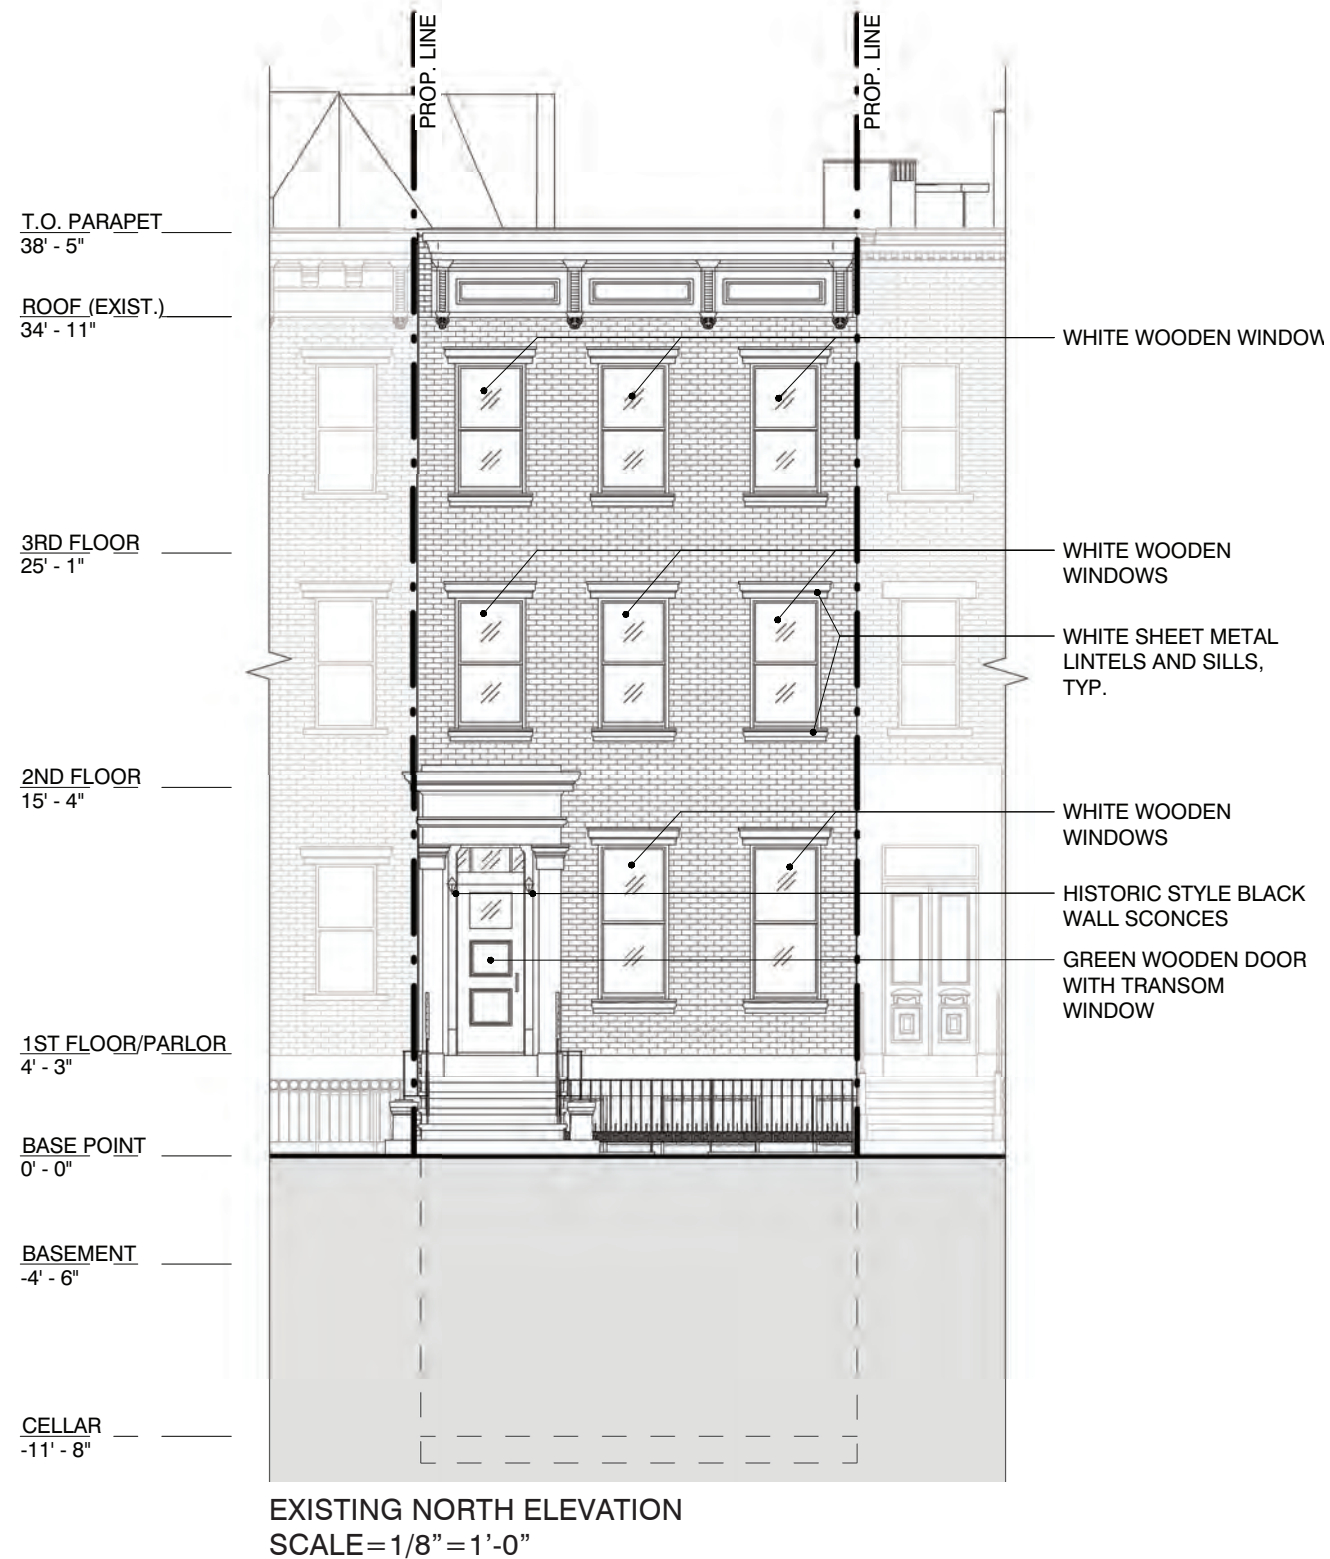 PROP. LINE
PROP. LINE
T.O. PARAPET
38' - 5"
ROOF (EXIST.)
34' - 11"
WHITE WOODEN WINDOW
3RD FLOOR
25' - 1"
WHITE WOODEN
WINDOWS
WHITE SHEET METAL
LINTELS AND SILLS,
TYP.
2ND FLOOR
15' - 4"
WHITE WOODEN
WINDOWS
HISTORIC STYLE BLACK
WALL SCONCES
GREEN WOODEN DOOR
WITH TRANSOM
WINDOW
1ST FLOOR/PARLOR
4' - 3"
BASE POINT
0' - 0"
BASEMENT
-4' - 6"
CELLAR
-11' - 8"
EXISTING NORTH ELEVATION
SCALE=1/8”=1’-0”